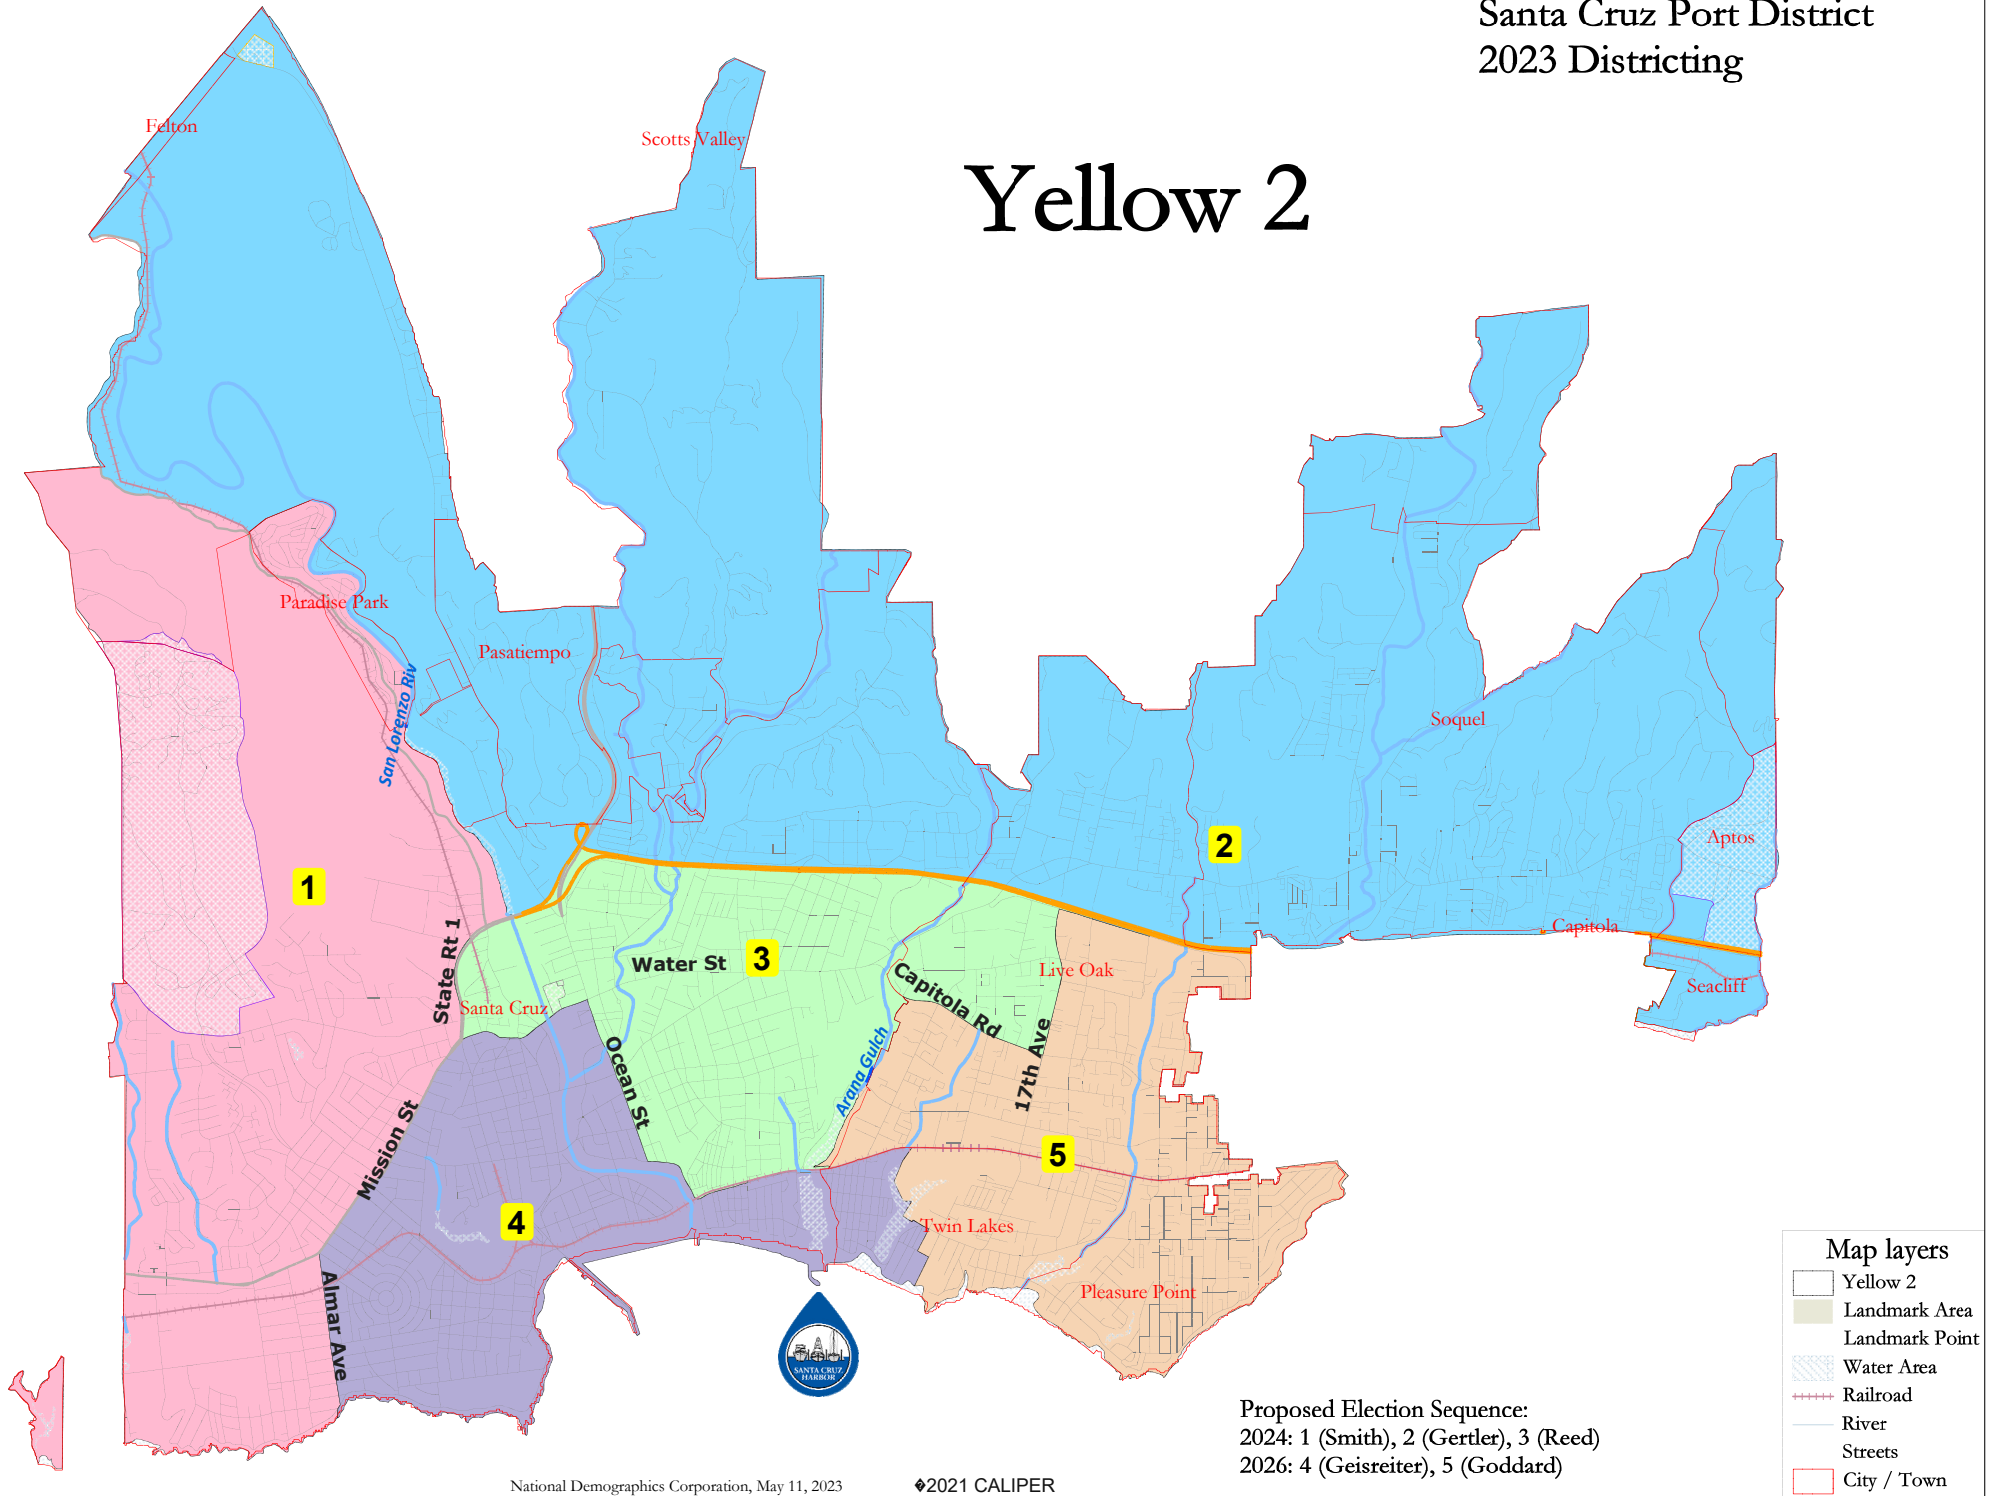 Santa Cruz Port District
2023 Districting
Yellow 2
Felton
Scotts Valley
Paradise Park
Pasatiempo
San Lorenzo Riv
Soquel
Aptos
1
2
State Rt 1
Santa Cruz
Water St
3
Capitola Rd
Live Oak
Capitola
Seacliff
Ocean St
Arana Gulch
17th Ave
Mission St
4
5
Twin Lakes
Pleasure Point
Almar Ave
SANTA CRUZ
HARBOR
Map layers
Yellow 2
Landmark Area
Landmark Point
Water Area
Railroad
River
Streets
City / Town
Proposed Election Sequence:
2024: 1 (Smith), 2 (Gertler), 3 (Reed)
2026: 4 (Geisreiter), 5 (Goddard)
National Demographics Corporation, May 11, 2023
�2021 CALIPER